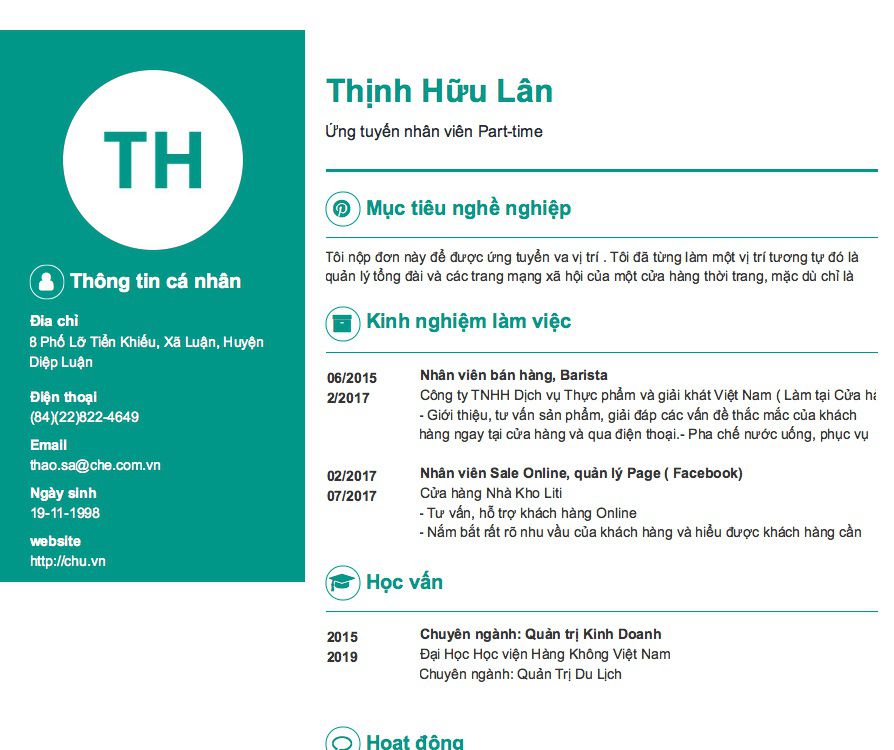 TH
Thông tin cá nhân
Địa chỉ
8 Phố Lỡ Tiển Khiếu, Xã Luận, Huyện
Diệp Luận
Điện thoại
(84)(22)822-4649
Email
thao.sa@che.com.vn
Ngày sinh
19-11-1998
website
http://chu.vn
Thịnh Hữu Lân
Ứng tuyển nhân viên Part-time
Mục tiêu nghề nghiệp
Tôi nộp đơn này để được ứng tuyển va vị trí . Tôi đã từng làm một vị trí tương tự đó là
quản lý tổng đài và các trang mạng xã hội của một cửa hàng thời trang, mặc dù chỉ là
Kinh nghiệm làm việc
06/2015
2/2017
Nhân viên bán hàng, Barista
Công ty TNHH Dịch vụ Thực phẩm và giải khát Việt Nam ( Làm tại Cửa hà
- Giới thiệu, tư vấn sản phẩm, giải đáp các vấn đề thắc mắc của khách
hàng ngay tại cửa hàng và qua điện thoại.- Pha chế nước uống, phục vụ
02/2017
07/2017
Nhân viên Sale Online, quản lý Page ( Facebook)
Cửa hàng Nhà Kho Liti
- Tư vấn, hỗ trợ khách hàng Online
- Nắm bắt rất rõ nhu vầu của khách hàng và hiểu được khách hàng cần
Học vấn
2015
2019
Chuyên ngành: Quản trị Kinh Doanh
Đại Học Học viện Hàng Không Việt Nam
Chuyên ngành: Quản Trị Du Lịch
Hoạt động